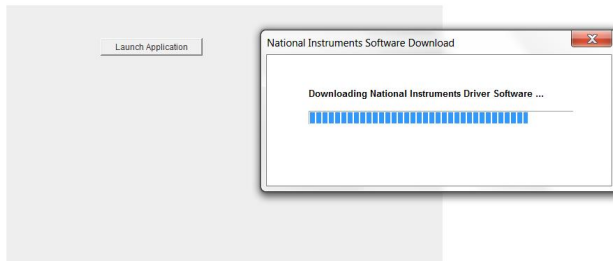 Launch Application
National Instruments Software Download
X
Downloading National Instruments Driver Software ...